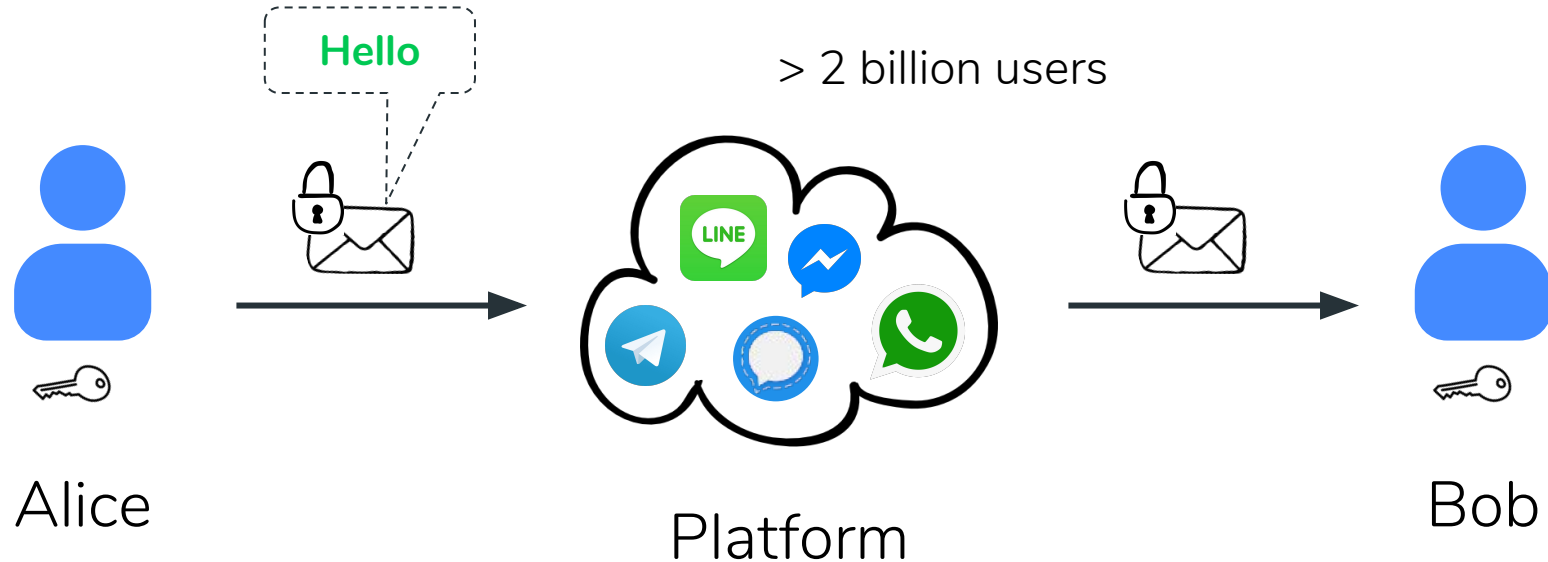 Hello
> 2 billion users
LINE
Alice
Platform
Bob